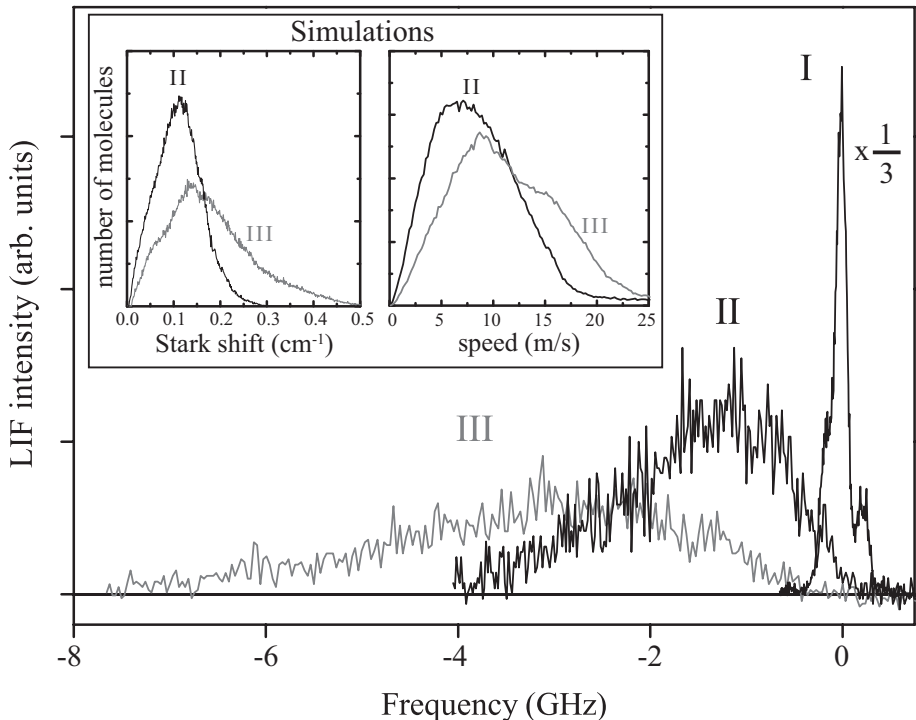 Simulations
number of molecules
II
III
0.0 0.1 0.2 0.3 0.4 0.5
Stark shift (cm⁻¹)
II
III
0 5 10 15 20 25
speed (m/s)
I
x 1/3
II
III
LIF intensity (arb. units)
-8 -6 -4 -2 0
Frequency (GHz)